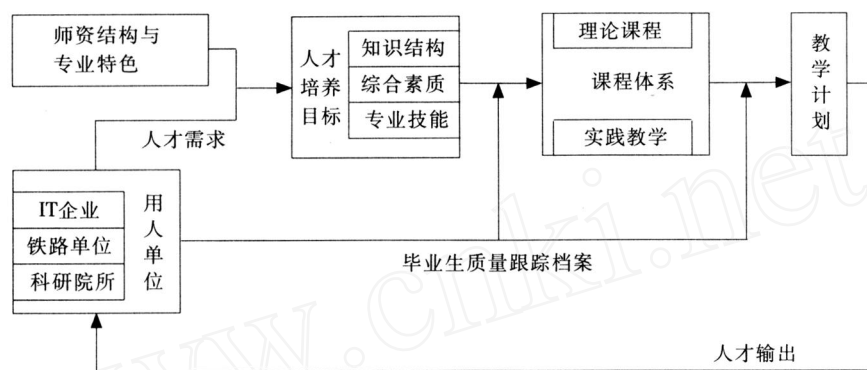 师资结构与
专业特色
人才需求
人才
培养
目标
知识结构
综合素质
专业技能
理论课程
课程体系
实践教学
教学计划
IT企业
铁路单位
科研院所
用人单位
毕业生质量跟踪档案
人才输出
www.cnki.net